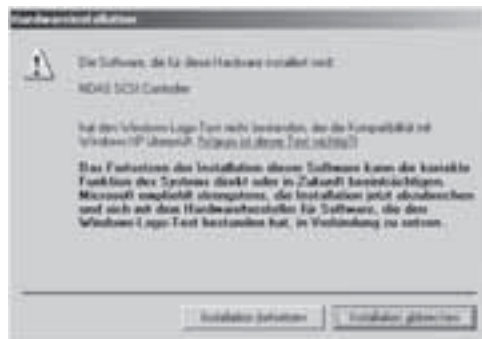 Hardwareinstallation
Die Software, die für diese Hardware installiert wird:
NDAS SCSI Controller
hat den Windows-Logo-Test nicht bestanden, der die Kompatibilität mit
Windows XP überprüft. (Warum ist dieser Test wichtig?)
Das Fortsetzen der Installation dieser Software kann die korrekte
Funktion des Systems direkt oder in Zukunft beeinträchtigen.
Microsoft empfiehlt strengstens, die Installation jetzt abzubrechen
und sich mit dem Hardwarehersteller für Software, die den
Windows-Logo-Test bestanden hat, in Verbindung zu setzen.
Installation fortsetzen
Installation abbrechen